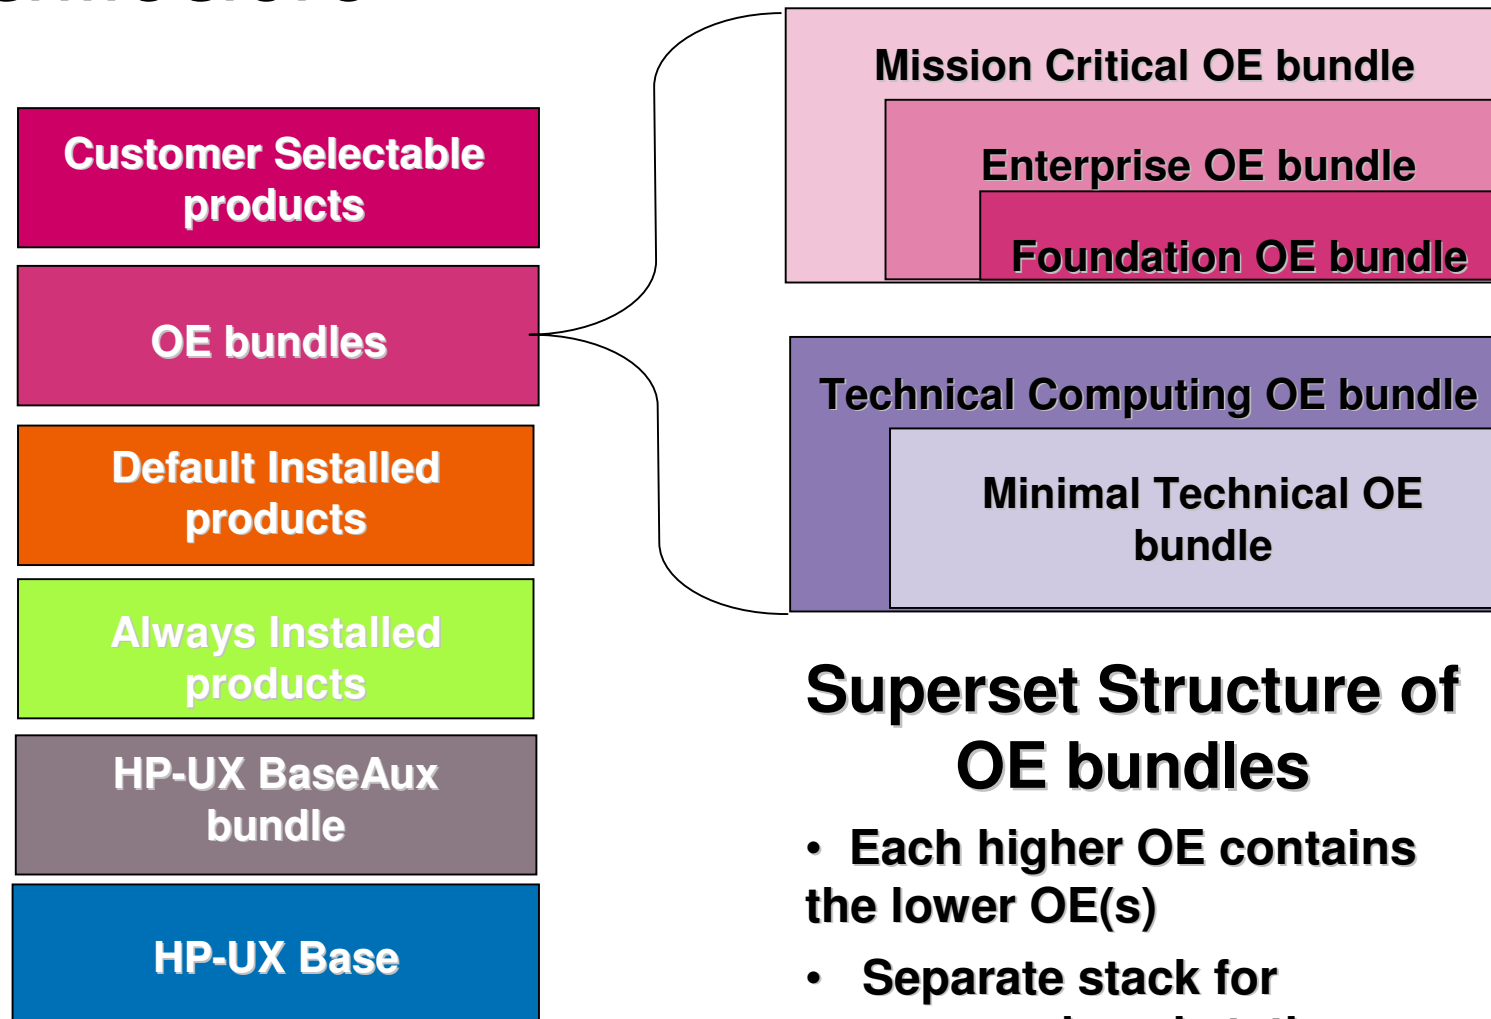 Customer Selectable
products
OE bundles
Default Installed
products
Always Installed
products
HP-UX BaseAux
bundle
HP-UX Base
Mission Critical OE bundle
Enterprise OE bundle
Foundation OE bundle
Technical Computing OE bundle
Minimal Technical OE
bundle
Superset Structure of
OE bundles
• Each higher OE contains
the lower OE(s)
• Separate stack for